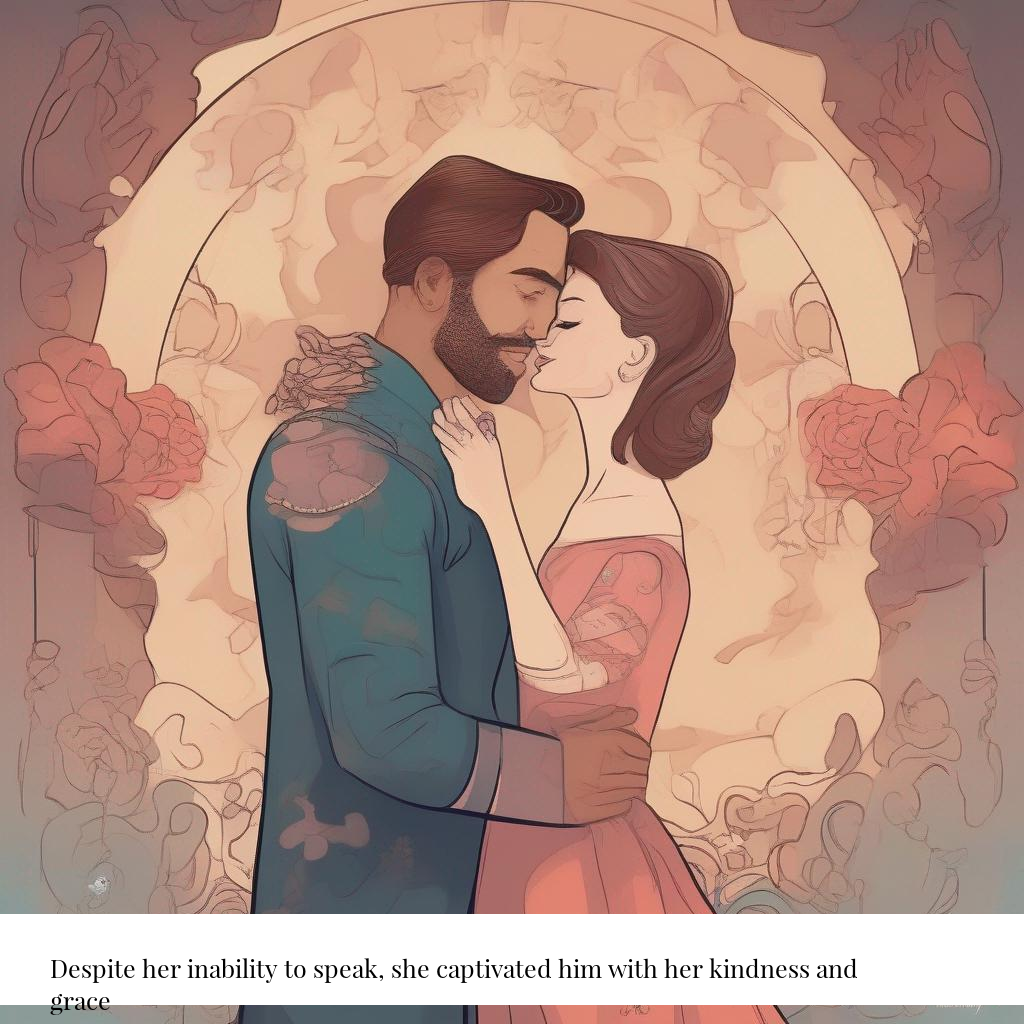 Despite her inability to speak, she captivated him with her kindness and
grace